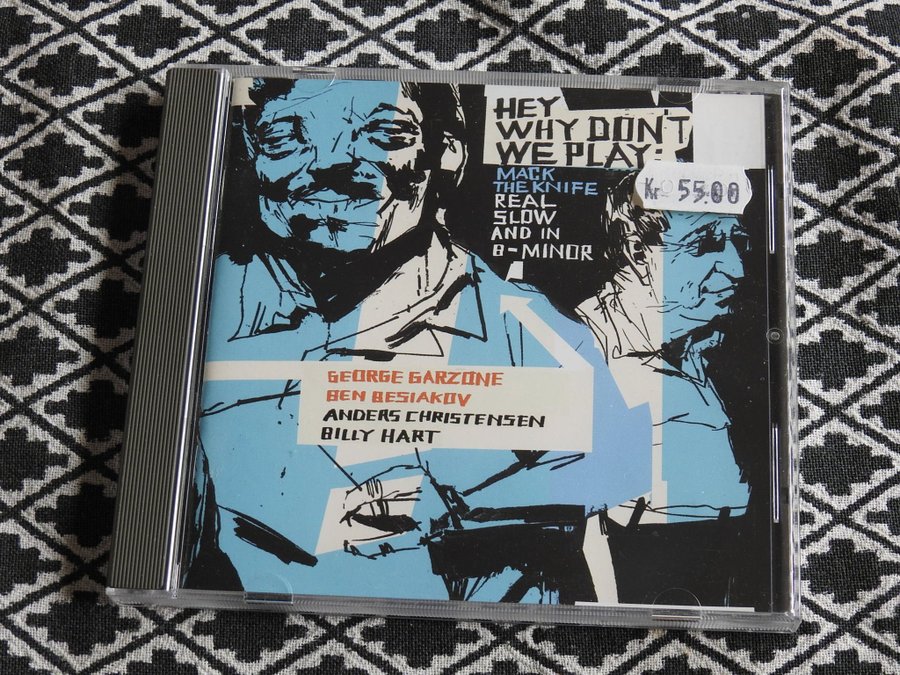 HEY
WHY DON'T
WE PLAY:
MACK
THE KNIFE
REAL
SLOW
AND IN
B-MINOR
Kr. 55.00
GEORGE GARZONE
BEN BESIAKOV
ANDERS CHRISTENSEN
BILLY HART